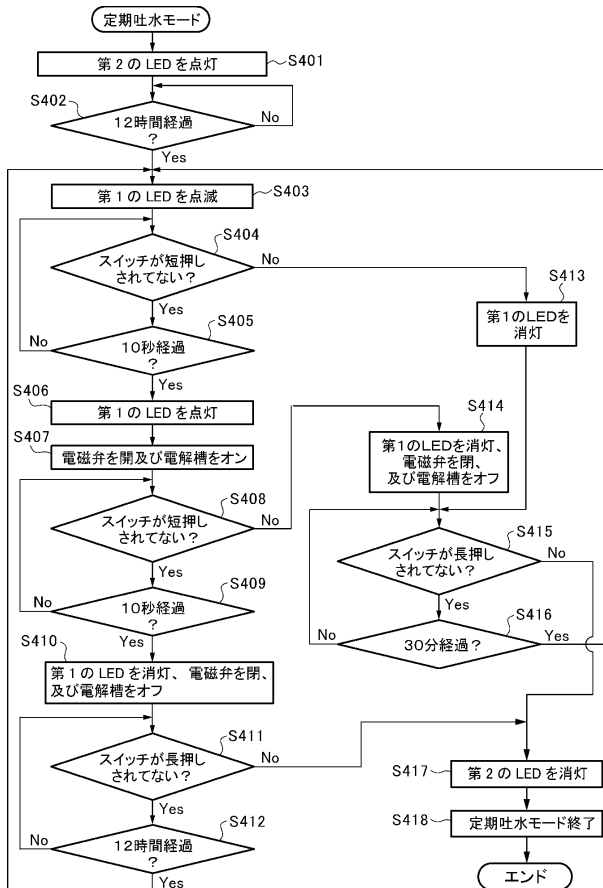 定期吐水モード
第2のLEDを点灯
S401
S402
12時間経過
?
No
Yes
第1のLEDを点滅
S403
S404
スイッチが短押し
されてない?
No
Yes
S405
10秒経過
?
No
Yes
S413
第1のLEDを
消灯
S406
第1のLEDを点灯
S407
電磁弁を開及び電解槽をオン
S414
第1のLEDを消灯、
電磁弁を閉、
及び電解槽をオフ
S408
スイッチが短押し
されてない?
No
Yes
S409
10秒経過
?
No
Yes
S415
スイッチが長押し
されてない?
No
Yes
S416
30分経過?
No
Yes
S410
第1のLEDを消灯、電磁弁を閉、
及び電解槽をオフ
S411
スイッチが長押し
されてない?
No
Yes
S412
12時間経過
?
No
Yes
S417
第2のLEDを消灯
S418
定期吐水モード終了
エンド